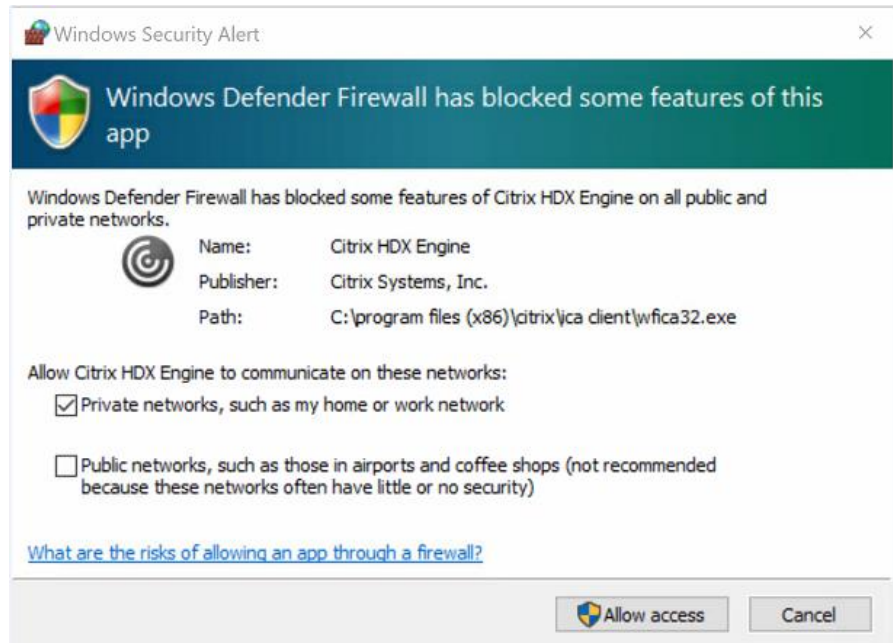 Windows Security Alert
Windows Defender Firewall has blocked some features of this
app
Windows Defender Firewall has blocked some features of Citrix HDX Engine on all public and
private networks.
Name: Citrix HDX Engine
Publisher: Citrix Systems, Inc.
Path: C:\program files (x86)\citrix\ica client\wfica32.exe
Allow Citrix HDX Engine to communicate on these networks:
Private networks, such as my home or work network
Public networks, such as those in airports and coffee shops (not recommended
because these networks often have little or no security)
What are the risks of allowing an app through a firewall?
Allow access Cancel